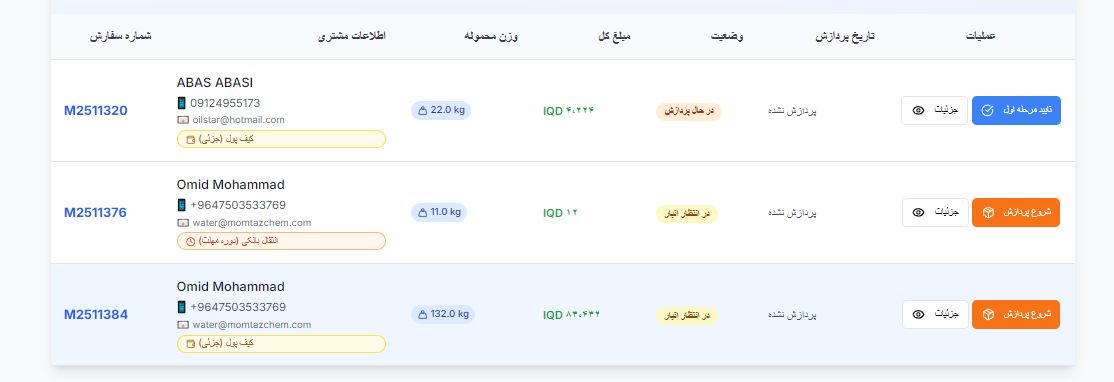 شماره سفارش
اطلاعات مشتری
وزن محموله
مبلغ کل
وضعیت
تاریخ پردازش
عملیات
M2511320
ABAS ABASI
09124955173
oilstar@hotmail.com
کیف پول (جزئی)
22.0 kg
IQD ۴،۲۲۴
در حال پردازش
پردازش نشده
جزئیات
تایید مرحله اول
M2511376
Omid Mohammad
+9647503533769
water@momtazchem.com
انتقال بانکی (دوره مهلت)
11.0 kg
IQD ۱۲
در انتظار انبار
پردازش نشده
جزئیات
شروع پردازش
M2511384
Omid Mohammad
+9647503533769
water@momtazchem.com
کیف پول (جزئی)
132.0 kg
IQD ۸۳،۴۳۲
در انتظار انبار
پردازش نشده
جزئیات
شروع پردازش